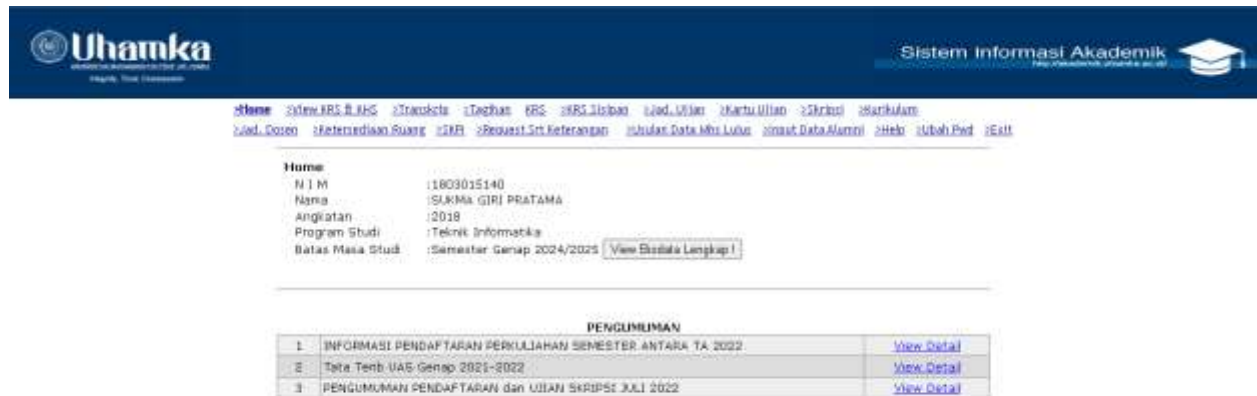 Uhamka
Sistem Informasi Akademik
»Home »View KRS & KHS »Transkrip »Tagihan KRS »KRS Sisipan »Jad. Ujian »Kartu Ujian »Skripsi »Kurikulum
»Jad. Dosen »Ketersediaan Ruang »SKPI »Request Srt Keterangan »Usulan Data Mhs Lulus »Input Data Alumni »Help »Ubah Pwd »Exit
Home
N I M :1803015140
Nama :SUKMA GIRI PRATAMA
Angkatan :2018
Program Studi :Teknik Informatika
Batas Masa Studi :Semester Genap 2024/2025 View Biodata Lengkap !
PENGUMUMAN
1 INFORMASI PENDAFTARAN PERKULIAHAN SEMESTER ANTARA TA 2022 View Detail
2 Tata Tertib UAS Genap 2021-2022 View Detail
3 PENGUMUMAN PENDAFTARAN dan UJIAN SKRIPSI JULI 2022 View Detail